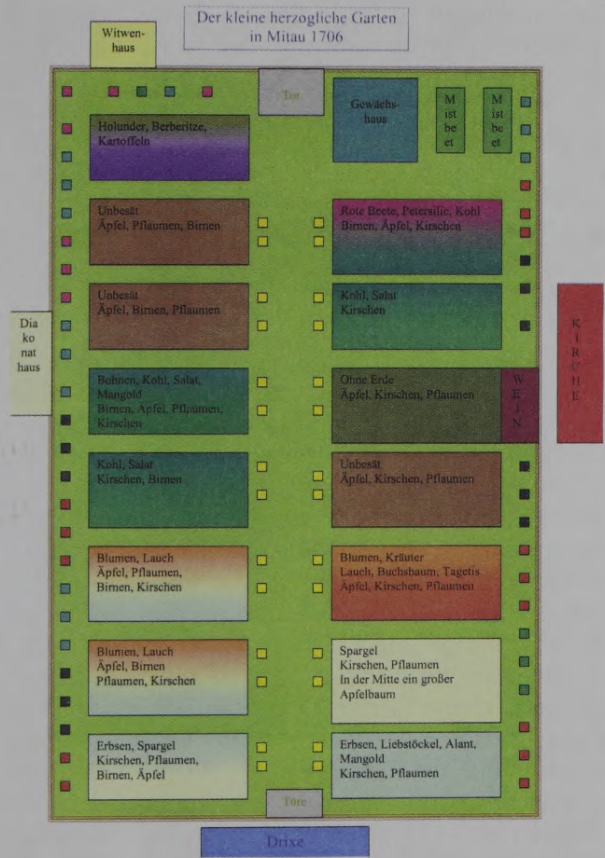 Der kleine herzogliche Garten
in Mitau 1706
Witwen-
haus
Tor
Gewächs-
haus
M
ist
be
et
M
ist
be
et
Holunder, Berberitze,
Kartoffeln
Unbesät
Äpfel, Pflaumen, Birnen
Rote Beete, Petersilie, Kohl
Birnen, Äpfel, Kirschen
Unbesät
Äpfel, Birnen, Pflaumen
Kohl, Salat
Kirschen
Dia
ko
nat
haus
K
I
R
C
H
E
Bohnen, Kohl, Salat,
Mangold
Birnen, Äpfel, Pflaumen,
Kirschen
Ohne Erde
Äpfel, Kirschen, Pflaumen
W
E
I
N
Kohl, Salat
Kirschen, Birnen
Unbesät
Äpfel, Kirschen, Pflaumen
Blumen, Lauch
Äpfel, Pflaumen,
Birnen, Kirschen
Blumen, Kräuter
Lauch, Buchsbaum, Tagetis
Äpfel, Kirschen, Pflaumen
Blumen, Lauch
Äpfel, Birnen
Pflaumen, Kirschen
Spargel
Kirschen, Pflaumen
In der Mitte ein großer
Apfelbaum
Erbsen, Spargel
Kirschen, Pflaumen,
Birnen, Äpfel
Erbsen, Liebstöckel, Alant,
Mangold
Kirschen, Pflaumen
Töre
Drixe